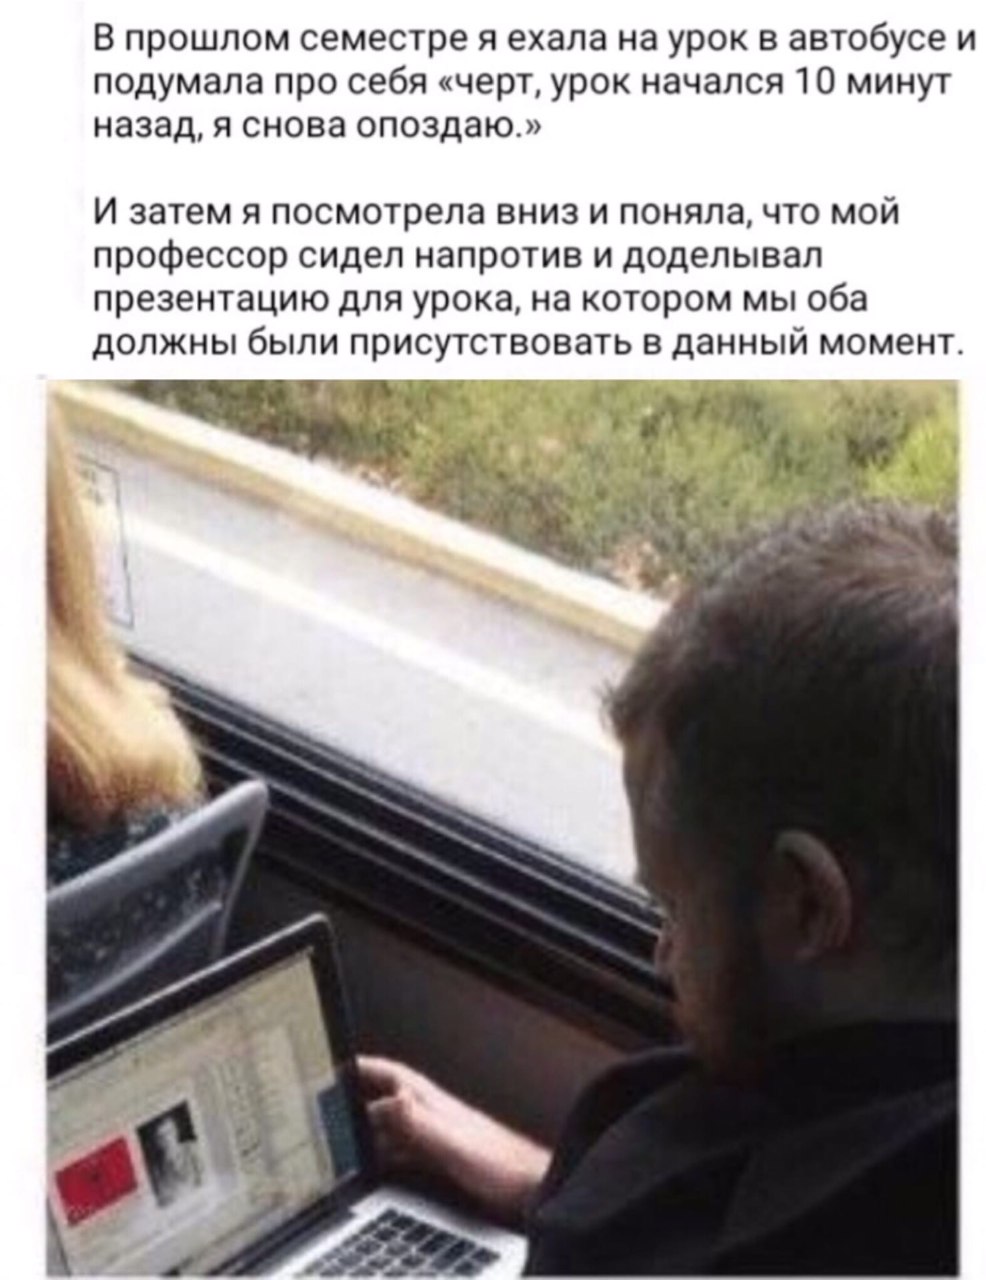 В прошлом семестре я ехала на урок в автобусе и
подумала про себя «черт, урок начался 10 минут
назад, я снова опоздаю.»
И затем я посмотрела вниз и поняла, что мой
профессор сидел напротив и доделывал
презентацию для урока, на котором мы оба
должны были присутствовать в данный момент.